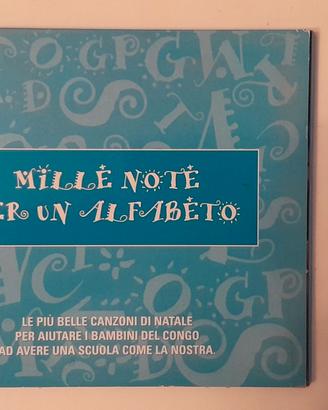 MILLE NOTE
ER UN ALFABETO
LE PIÙ BELLE CANZONI DI NATALE
PER AIUTARE I BAMBINI DEL CONGO
AD AVERE UNA SCUOLA COME LA NOSTRA.